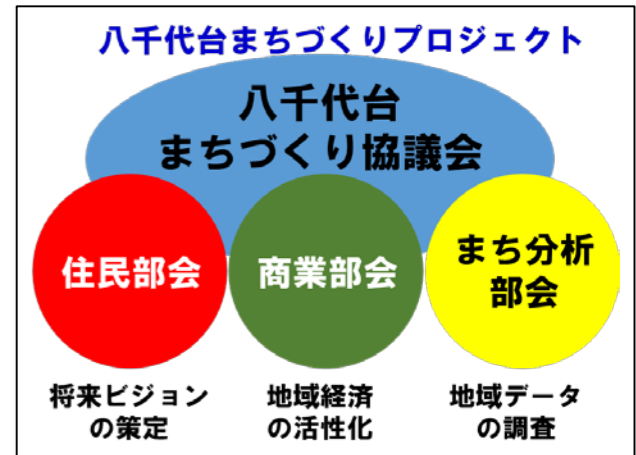 八千代台まちづくりプロジェクト
八千代台
まちづくり協議会
住民部会
商業部会
まち分析
部会
将来ビジョン
の策定
地域経済
の活性化
地域データ
の調査